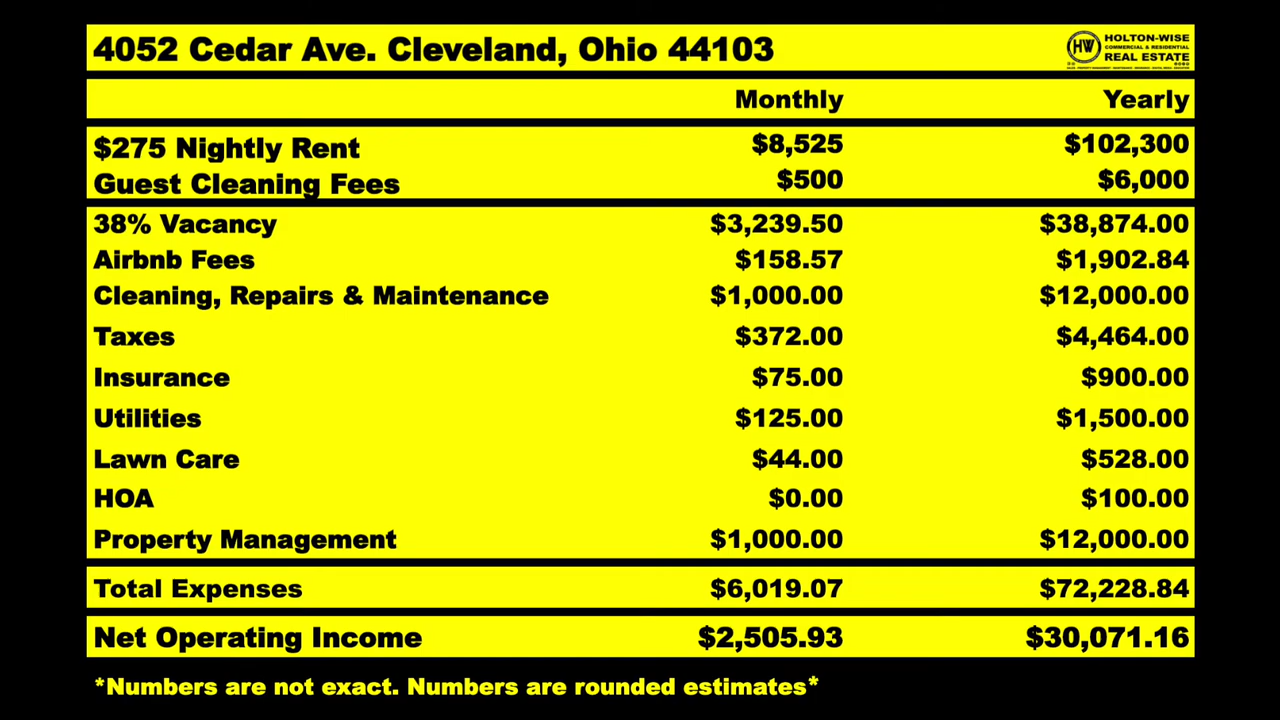 4052 Cedar Ave. Cleveland, Ohio 44103
HW
HOLTON-WISE
COMMERCIAL & RESIDENTIAL
REAL ESTATE
Monthly Yearly
$275 Nightly Rent $8,525 $102,300
Guest Cleaning Fees $500 $6,000
38% Vacancy $3,239.50 $38,874.00
Airbnb Fees $158.57 $1,902.84
Cleaning, Repairs & Maintenance $1,000.00 $12,000.00
Taxes $372.00 $4,464.00
Insurance $75.00 $900.00
Utilities $125.00 $1,500.00
Lawn Care $44.00 $528.00
HOA $0.00 $100.00
Property Management $1,000.00 $12,000.00
Total Expenses $6,019.07 $72,228.84
Net Operating Income $2,505.93 $30,071.16
*Numbers are not exact. Numbers are rounded estimates*